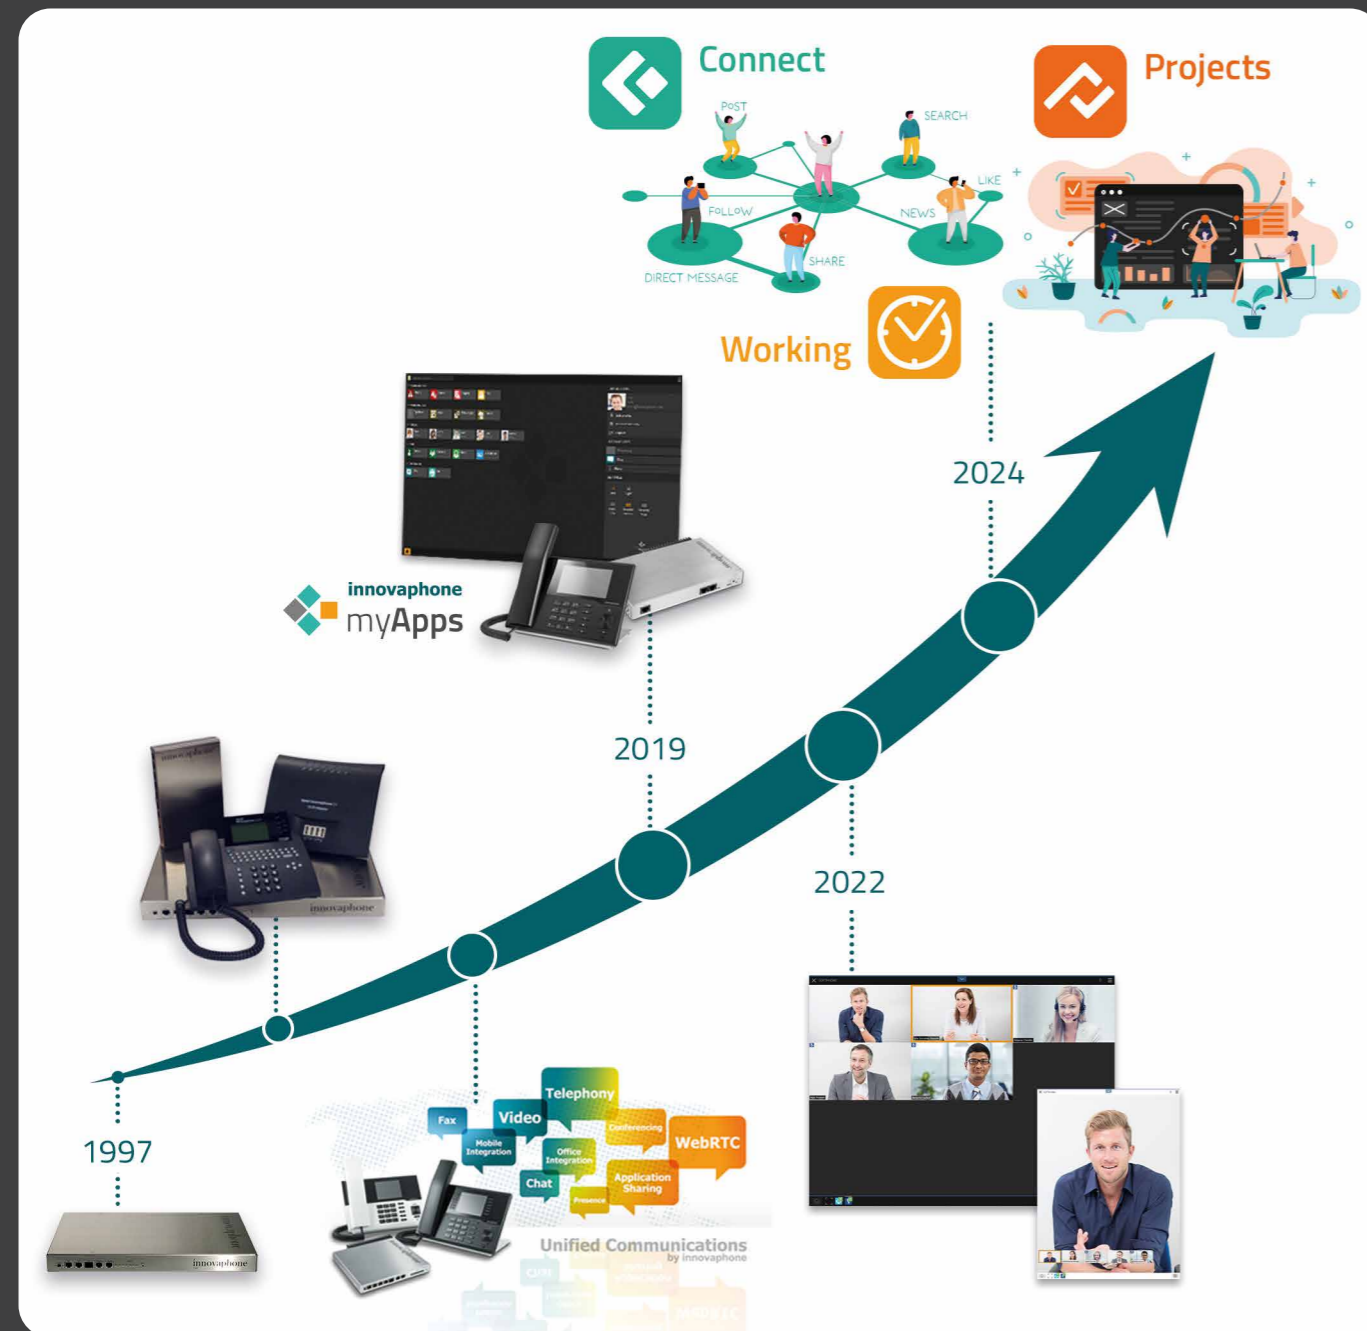 Connect
Projects
POST
SEARCH
LIKE
FOLLOW
NEWS
SHARE
DIRECT MESSAGE
Working
2024
innovaphone
myApps
2019
innovaphone
innovaphone
2022
1997
innovaphone
Telephony
Fax
Video
Conferencing
WebRTC
Mobile
Integration
Office
Integration
Chat
Application
Sharing
Presence
Unified Communications
by innovaphone